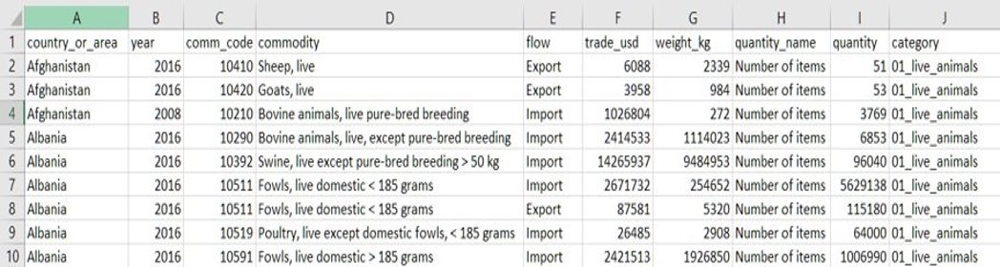 A B C D E F G H I J
1 country_or_area year comm_code commodity flow trade_usd weight_kg quantity_name quantity category
2 Afghanistan 2016 10410 Sheep, live Export 6088 2339 Number of items 51 01_live_animals
3 Afghanistan 2016 10420 Goats, live Export 3958 984 Number of items 53 01_live_animals
4 Afghanistan 2008 10210 Bovine animals, live pure-bred breeding Import 1026804 272 Number of items 3769 01_live_animals
5 Albania 2016 10290 Bovine animals, live, except pure-bred breeding Import 2414533 1114023 Number of items 6853 01_live_animals
6 Albania 2016 10392 Swine, live except pure-bred breeding > 50 kg Import 14265937 9484953 Number of items 96040 01_live_animals
7 Albania 2016 10511 Fowls, live domestic < 185 grams Import 2671732 254652 Number of items 5629138 01_live_animals
8 Albania 2016 10511 Fowls, live domestic < 185 grams Export 87581 5320 Number of items 115180 01_live_animals
9 Albania 2016 10519 Poultry, live except domestic fowls, < 185 grams Import 26485 2908 Number of items 64000 01_live_animals
10 Albania 2016 10591 Fowls, live domestic > 185 grams Import 2421513 1926850 Number of items 1006990 01_live_animals